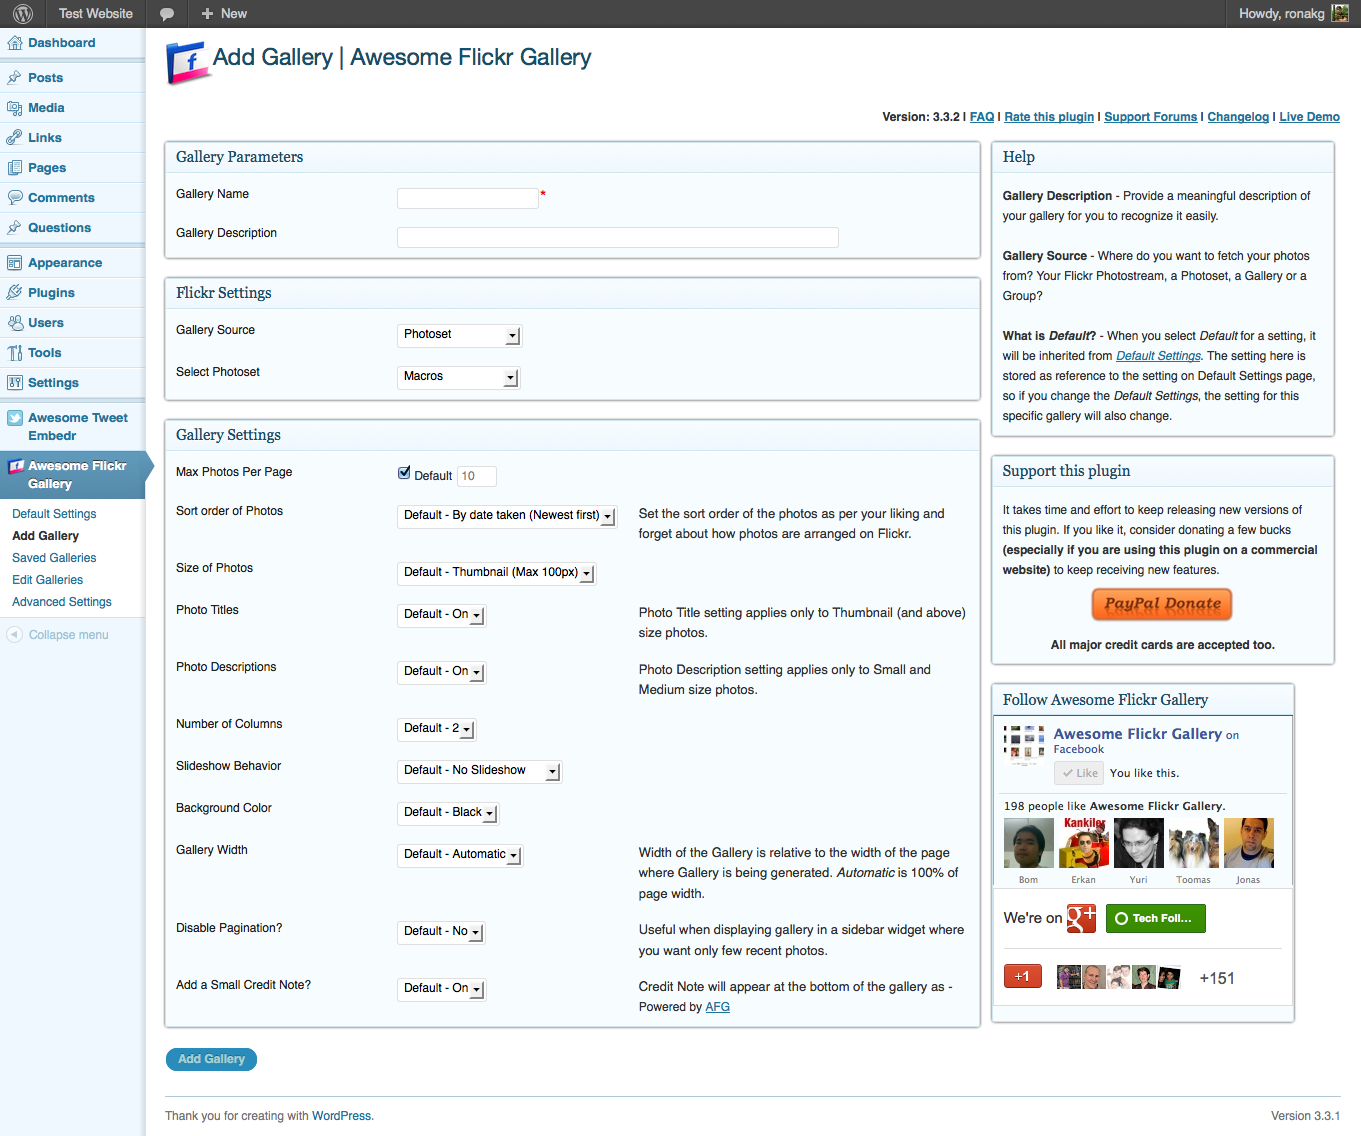 Test Website
New
Howdy, ronakg
Dashboard
Posts
Media
Links
Pages
Comments
Questions
Appearance
Plugins
Users
Tools
Settings
Awesome Tweet
Embedr
Awesome Flickr
Gallery
Default Settings
Add Gallery
Saved Galleries
Edit Galleries
Advanced Settings
Collapse menu
f
Add Gallery | Awesome Flickr Gallery
Version: 3.3.2 | FAQ | Rate this plugin | Support Forums | Changelog | Live Demo
Gallery Parameters
Gallery Name
*
Gallery Description
Flickr Settings
Gallery Source
Photoset
Select Photoset
Macros
Gallery Settings
Max Photos Per Page
Default
10
Sort order of Photos
Default - By date taken (Newest first)
Set the sort order of the photos as per your liking and
forget about how photos are arranged on Flickr.
Size of Photos
Default - Thumbnail (Max 100px)
Photo Titles
Default - On
Photo Title setting applies only to Thumbnail (and above)
size photos.
Photo Descriptions
Default - On
Photo Description setting applies only to Small and
Medium size photos.
Number of Columns
Default - 2
Slideshow Behavior
Default - No Slideshow
Background Color
Default - Black
Gallery Width
Default - Automatic
Width of the Gallery is relative to the width of the page
where Gallery is being generated. Automatic is 100% of
page width.
Disable Pagination?
Default - No
Useful when displaying gallery in a sidebar widget where
you want only few recent photos.
Add a Small Credit Note?
Default - On
Credit Note will appear at the bottom of the gallery as -
Powered by AFG
Add Gallery
Help
Gallery Description - Provide a meaningful description of
your gallery for you to recognize it easily.
Gallery Source - Where do you want to fetch your photos
from? Your Flickr Photostream, a Photoset, a Gallery or a
Group?
What is Default? - When you select Default for a setting, it
will be inherited from Default Settings. The setting here is
stored as reference to the setting on Default Settings page,
so if you change the Default Settings, the setting for this
specific gallery will also change.
Support this plugin
It takes time and effort to keep releasing new versions of
this plugin. If you like it, consider donating a few bucks
(especially if you are using this plugin on a commercial
website) to keep receiving new features.
PayPal Donate
All major credit cards are accepted too.
Follow Awesome Flickr Gallery
Awesome Flickr Gallery on
Facebook
Like
You like this.
198 people like Awesome Flickr Gallery.
Kankiler
Bom
Erkan
Yuri
Toomas
Jonas
We're on
g+
Tech Foll...
+1
+151
Thank you for creating with WordPress.
Version 3.3.1